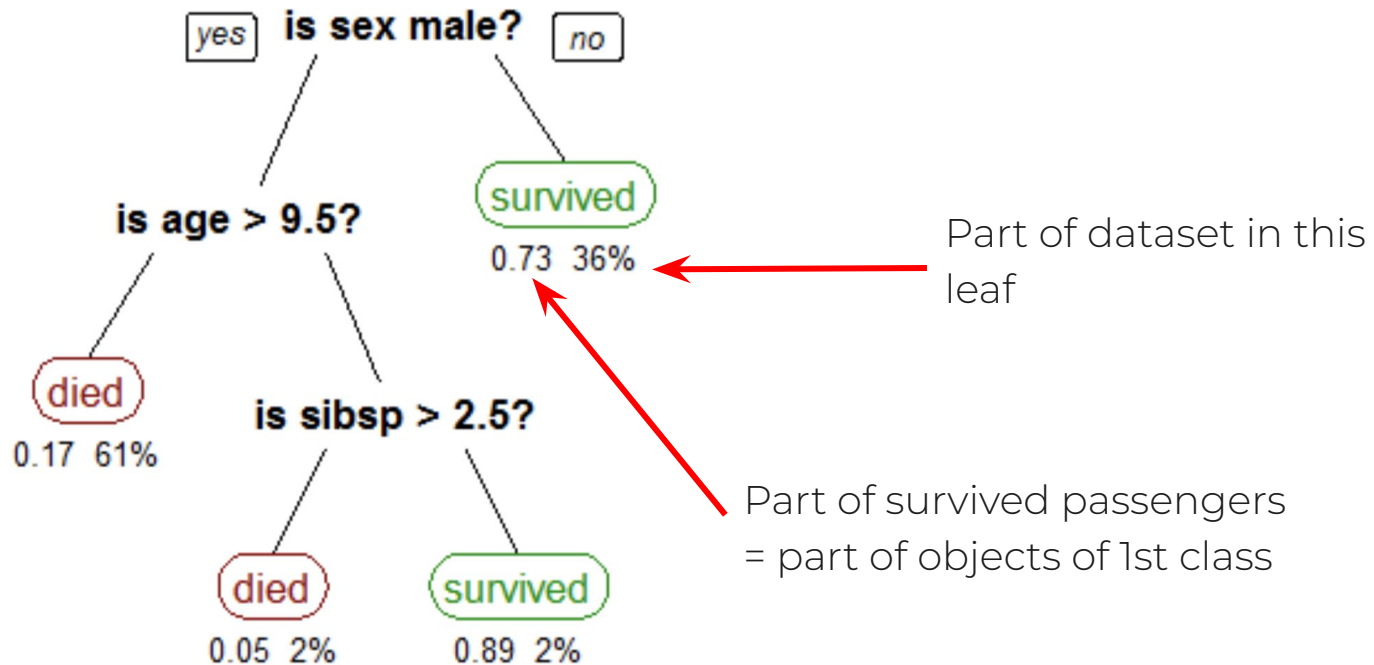 yes is sex male? no
survived
is age > 9.5?
0.73 36%
Part of dataset in this
leaf
died
is sibsp > 2.5?
0.17 61%
Part of survived passengers
= part of objects of 1st class
died survived
0.05 2% 0.89 2%